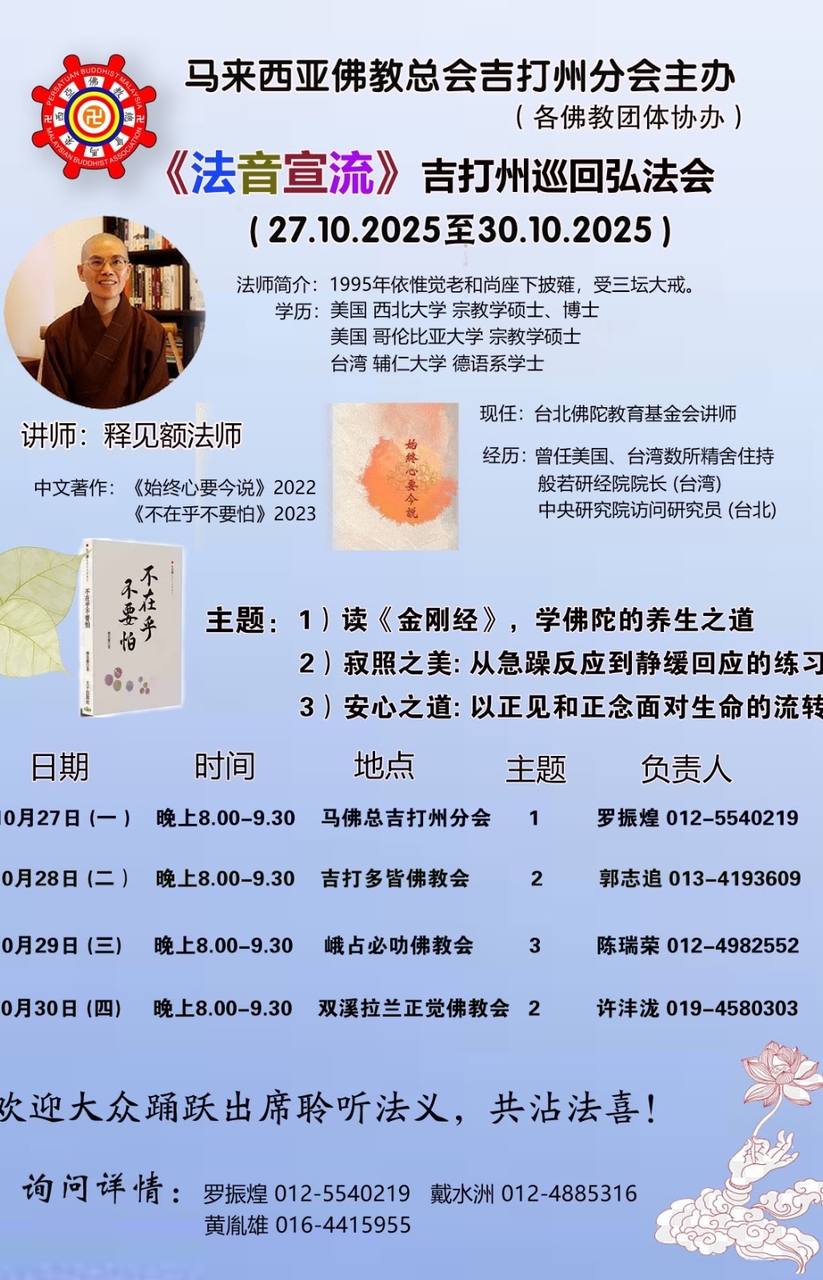 PERSATUAN BUDDHIST MALAYSIA
MALAYSIAN BUDDHIST ASSOCIATION
马来西亚佛教总会吉打州分会主办
( 各佛教团体协办 )
《法音宣流》吉打州巡回弘法会
( 27.10.2025至30.10.2025 )
法师简介：1995年依惟觉老和尚座下披薙，受三坛大戒。
学历：美国 西北大学 宗教学硕士、博士
美国 哥伦比亚大学 宗教学硕士
台湾 辅仁大学 德语系学士
讲师：释见额法师
中文著作：《始终心要今说》2022
《不在乎不要怕》2023
始终心要今說
现任：台北佛陀教育基金会讲师
经历：曾任美国、台湾数所精舍住持
般若研经院院长 (台湾)
中央研究院访问研究员 (台北)
不在乎
不要怕
不在乎不要怕
主题：1）读《金刚经》，学佛陀的养生之道
2）寂照之美: 从急躁反应到静缓回应的练习
3）安心之道: 以正见和正念面对生命的流转
日期 时间 地点 主题 负责人
10月27日 (一 ) 晚上8.00-9.30 马佛总吉打州分会 1 罗振煌 012-5540219
0月28日 (二 ) 晚上8.00-9.30 吉打多皆佛教会 2 郭志追 013-4193609
0月29日 (三) 晚上8.00-9.30 峨占必叻佛教会 3 陈瑞荣 012-4982552
0月30日 (四) 晚上8.00-9.30 双溪拉兰正觉佛教会 2 许沣泷 019-4580303
欢迎大众踊跃出席聆听法义，共沾法喜！
询问详情：罗振煌 012-5540219 戴水洲 012-4885316
黄胤雄 016-4415955